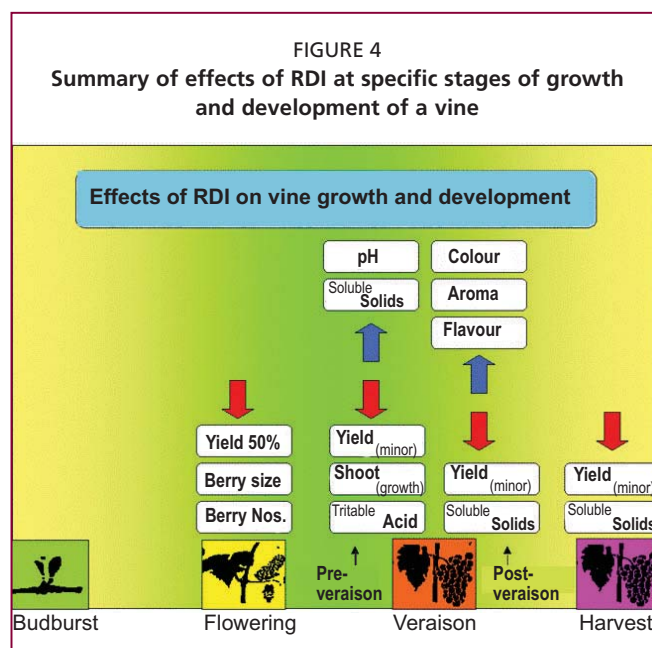 FIGURE 4
Summary of effects of RDI at specific stages of growth
and development of a vine
Effects of RDI on vine growth and development
pH
Soluble Solids
Colour
Aroma
Flavour
Yield 50%
Berry size
Berry Nos.
Yield (minor)
Shoot (growth)
Tritable Acid
Yield (minor)
Soluble Solids
Yield (minor)
Soluble Solids
Pre-
veraison
Post-
veraison
Budburst
Flowering
Veraison
Harvest